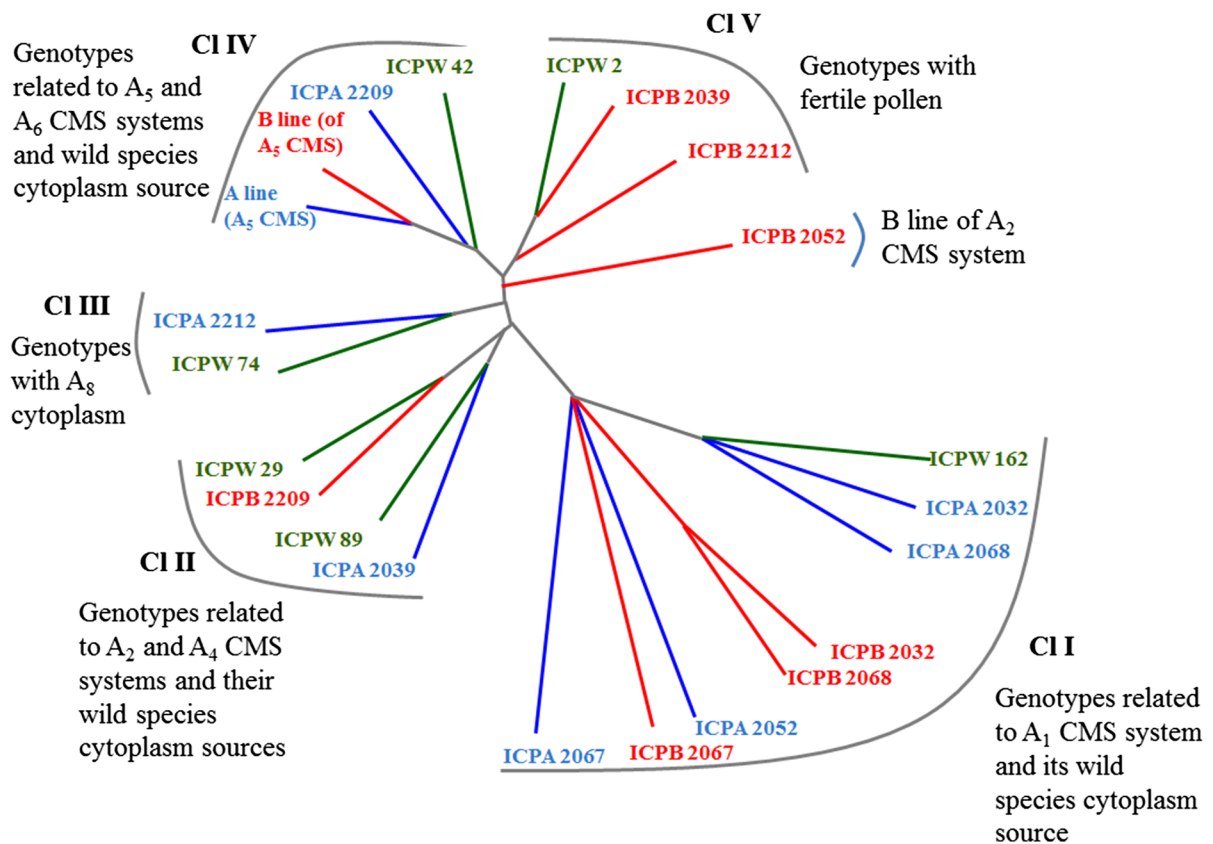 Cl IV
Genotypes
related to A5 and
A6 CMS systems
and wild species
cytoplasm source
ICPW 42
ICPA 2209
B line (of
A5 CMS)
A line
(A5 CMS)
Cl V
Genotypes with
fertile pollen
ICPW 2
ICPB 2039
ICPB 2212
ICPB 2052
B line of A2
CMS system
Cl III
Genotypes
with A8
cytoplasm
ICPA 2212
ICPW 74
ICPW 29
ICPB 2209
ICPW 89
ICPA 2039
Cl II
Genotypes related
to A2 and A4 CMS
systems and their
wild species
cytoplasm sources
ICPW 162
ICPA 2032
ICPA 2068
ICPB 2032
ICPB 2068
ICPA 2052
ICPB 2067
ICPA 2067
Cl I
Genotypes related
to A1 CMS system
and its wild
species cytoplasm
source